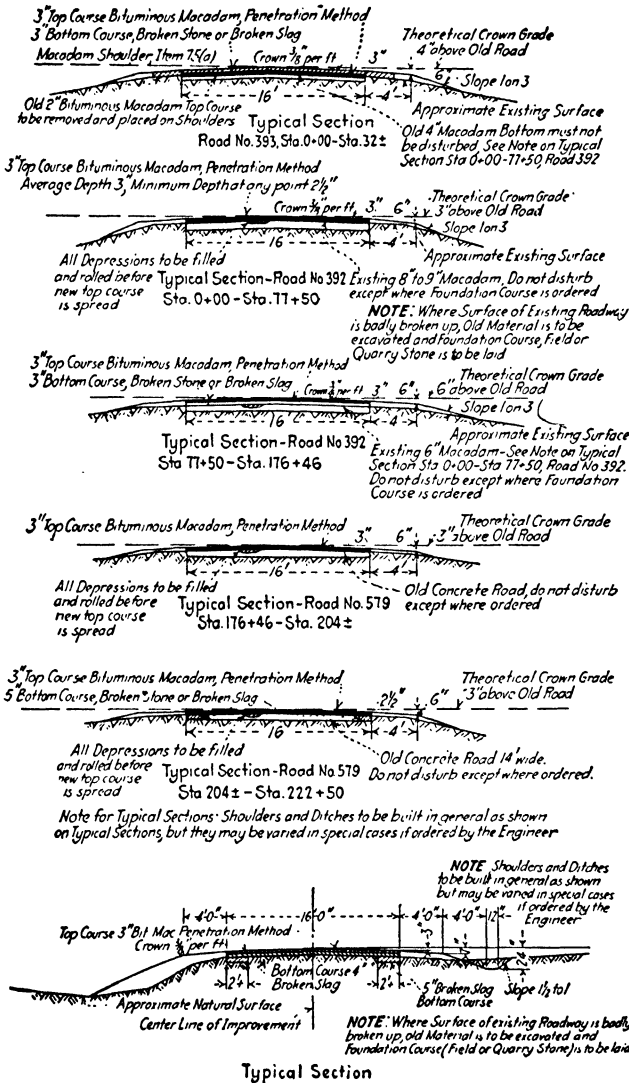 3" Top Course Bituminous Macadam, Penetration Method
3" Bottom Course, Broken Stone or Broken Slag
Macadam Shoulder Item 75(a)
Crown 3/8" per ft
3"
Theoretical Crown Grade
4" above Old Road
6"
Slope 1 on 3
16'
4'
Old 2" Bituminous Macadam Top Course
to be removed and placed on Shoulders
Approximate Existing Surface
Typical Section
Road No. 393, Sta. 0+00-Sta. 32±
Old 4" Macadam Bottom must not
be disturbed, See Note on Typical
Section Sta 0+00-77+50, Road 392
3" Top Course Bituminous Macadam, Penetration Method
Average Depth 3", Minimum Depth at any point 2½"
Crown per ft,
3"
6"
Theoretical Crown Grade
3" above Old Road
Slope 1 on 3
16
4'
Approximate Existing Surface
All Depressions to be filled
and rolled before
new top course
is spread
Typical Section-Road No 392
Sta. 0+00-Sta. 77+50
Existing 8" to 9" Macadam, Do not disturb
except where Foundation Course is ordered
NOTE: Where Surface of Existing Roadway
is badly broken up, Old Material is to be
excavated and Foundation Course, Field or
Quarry Stone is to be laid
3" Top Course Bituminous Macadam, Penetration Method
3" Bottom Course, Broken Stone or Broken Slag
Crown per ft
3"
6"
Theoretical Crown Grade
6" above Old Road
Slope 1 on 3
16
4'
Approximate Existing Surface
Typical Section-Road No 392
Sta 77+50-Sta. 176+46
Existing 6" Macadam-See Note on Typical
Section Sta 0+00-Sta 77+50, Road No. 392.
Do not disturb except where Foundation
Course is ordered
3" Top Course Bituminous Macadam, Penetration Method
3"
6"
Theoretical Crown Grade
3" above Old Road
16'
4'
All Depressions to be filled
and rolled before
new top course
is spread
Typical Section-Road No. 579
Sta. 176+46-Sta. 204±
Old Concrete Road, do not disturb
except where ordered
3" Top Course Bituminous Macadam, Penetration Method
5" Bottom Course, Broken Stone or Broken Slag
2½"
6"
Theoretical Crown Grade
3" above Old Road
16
4'
All Depressions to be filled
and rolled before
new top course
is spread
Typical Section-Road No. 579
Sta 204±-Sta. 222+50
Old Concrete Road 14' wide.
Do not disturb except where ordered.
Note for Typical Sections: Shoulders and Ditches to be built in general as shown
on Typical Sections, but they may be varied in special cases if ordered by the Engineer
NOTE Shoulders and Ditches
to be built in general as shown
but may be varied in special cases
if ordered by the
Engineer
4'-0" 16'-0" 4'-0" 4'-0" 12"
Top Course 3" Bit Mac Penetration Method
Crown per ft
3"
24"
2' 2'
Bottom Course 4"
Broken Slag
5" Broken Slag
Bottom Course
Slope 1½ to 1
Approximate Natural Surface
Center Line of Improvement
NOTE: Where Surface of existing Roadway is badly
broken up, old Material is to be excavated and
Foundation Course (Field or Quarry Stone) is to be laid
Typical Section